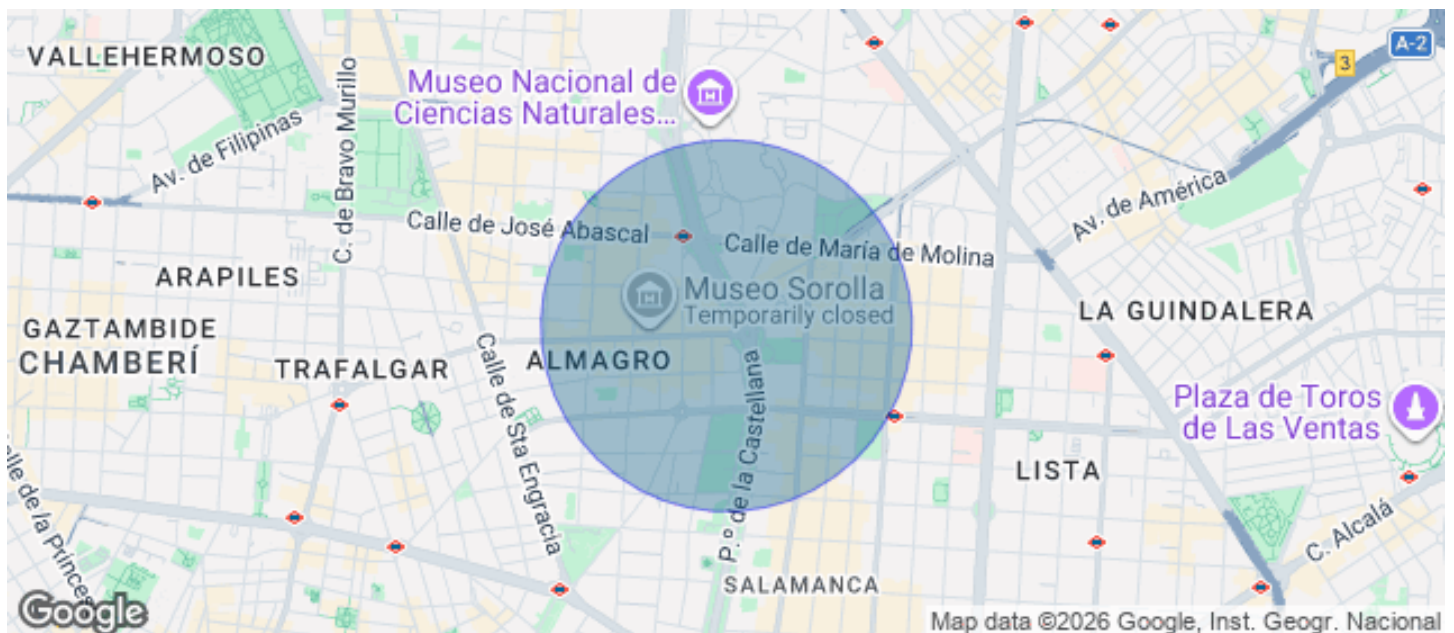 VALLEHERMOSO
Museo Nacional de
Ciencias Naturales...
A-2
3
Av. de Filipinas
C. de Bravo Murillo
Av. de América
Calle de José Abascal
Calle de María de Molina
ARAPILES
Museo Sorolla
Temporarily closed
LA GUINDALERA
GAZTAMBIDE
CHAMBERÍ
TRAFALGAR
ALMAGRO
Calle de Sta Engracia
P.º de la Castellana
Plaza de Toros
de Las Ventas
LISTA
C. Alcalá
SALAMANCA
Google
Map data ©2026 Google, Inst. Geogr. Nacional